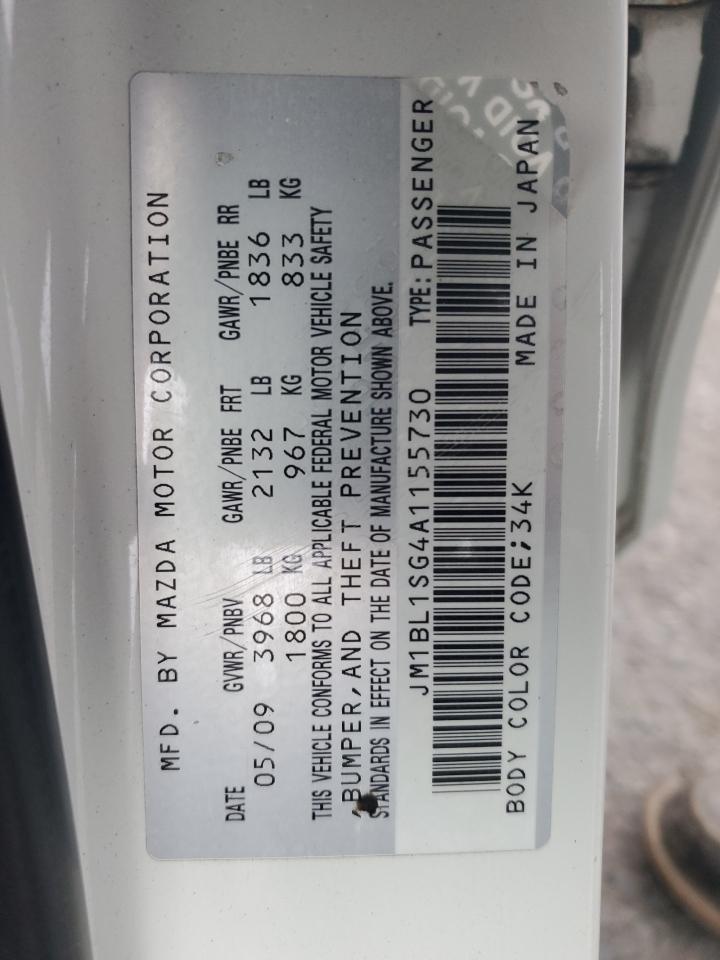 MFD. BY MAZDA MOTOR CORPORATION
DATE GVWR/PNBV GAWR/PNBE FRT GAWR/PNBE RR
05/09 3968 LB 2132 LB 1836 LB
1800 KG 967 KG 833 KG
THIS VEHICLE CONFORMS TO ALL APPLICABLE FEDERAL MOTOR VEHICLE SAFETY
,BUMPER,AND THEFT PREVENTION
STANDARDS IN EFFECT ON THE DATE OF MANUFACTURE SHOWN ABOVE.
JM1BL1SG4A1155730 TYPE:PASSENGER
BODY COLOR CODE;34K MADE IN JAPAN
VOID VOID